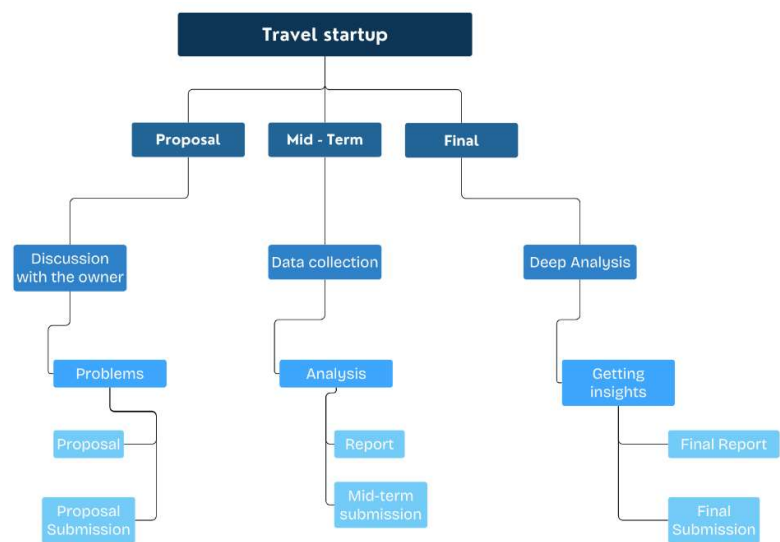 Travel startup
Proposal
Mid - Term
Final
Discussion
with the owner
Data collection
Deep Analysis
Problems
Analysis
Getting
insights
Proposal
Report
Final Report
Proposal
Submission
Mid-term
submission
Final
Submission